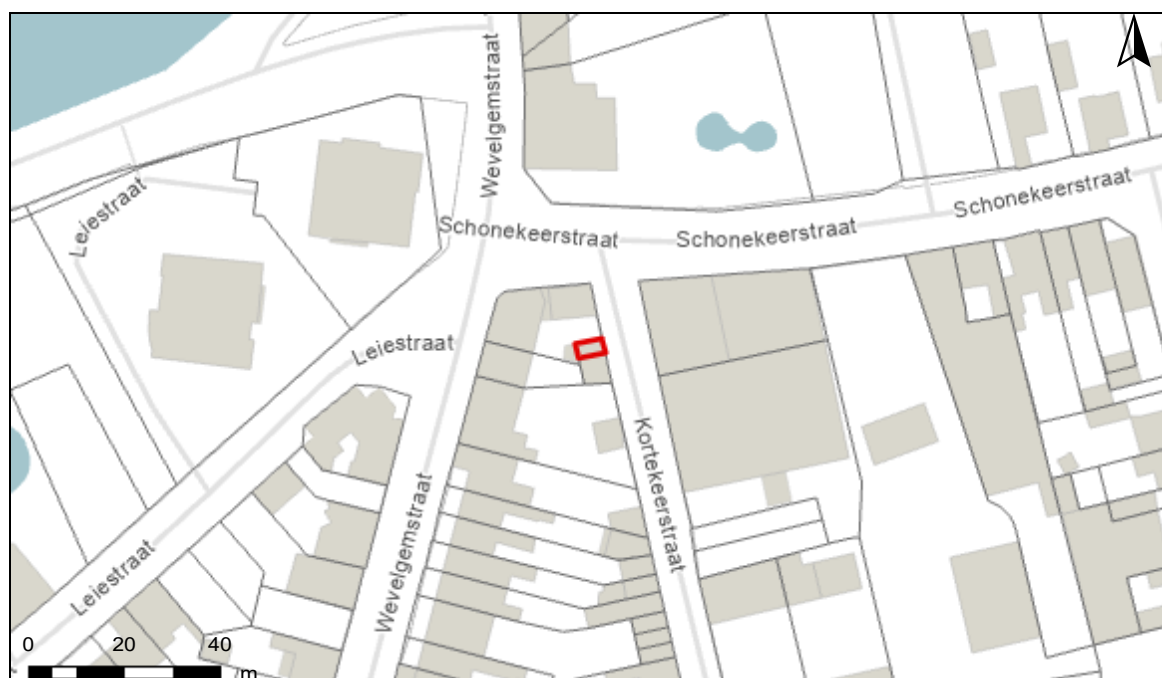 Wevelgemstraat
Leiestraat
Schonekeerstraat
Schonekeerstraat
Schonekeerstraat
Leiestraat
Kortekeerstraat
Wevelgemstraat
Leiestraat
0 20 40
m